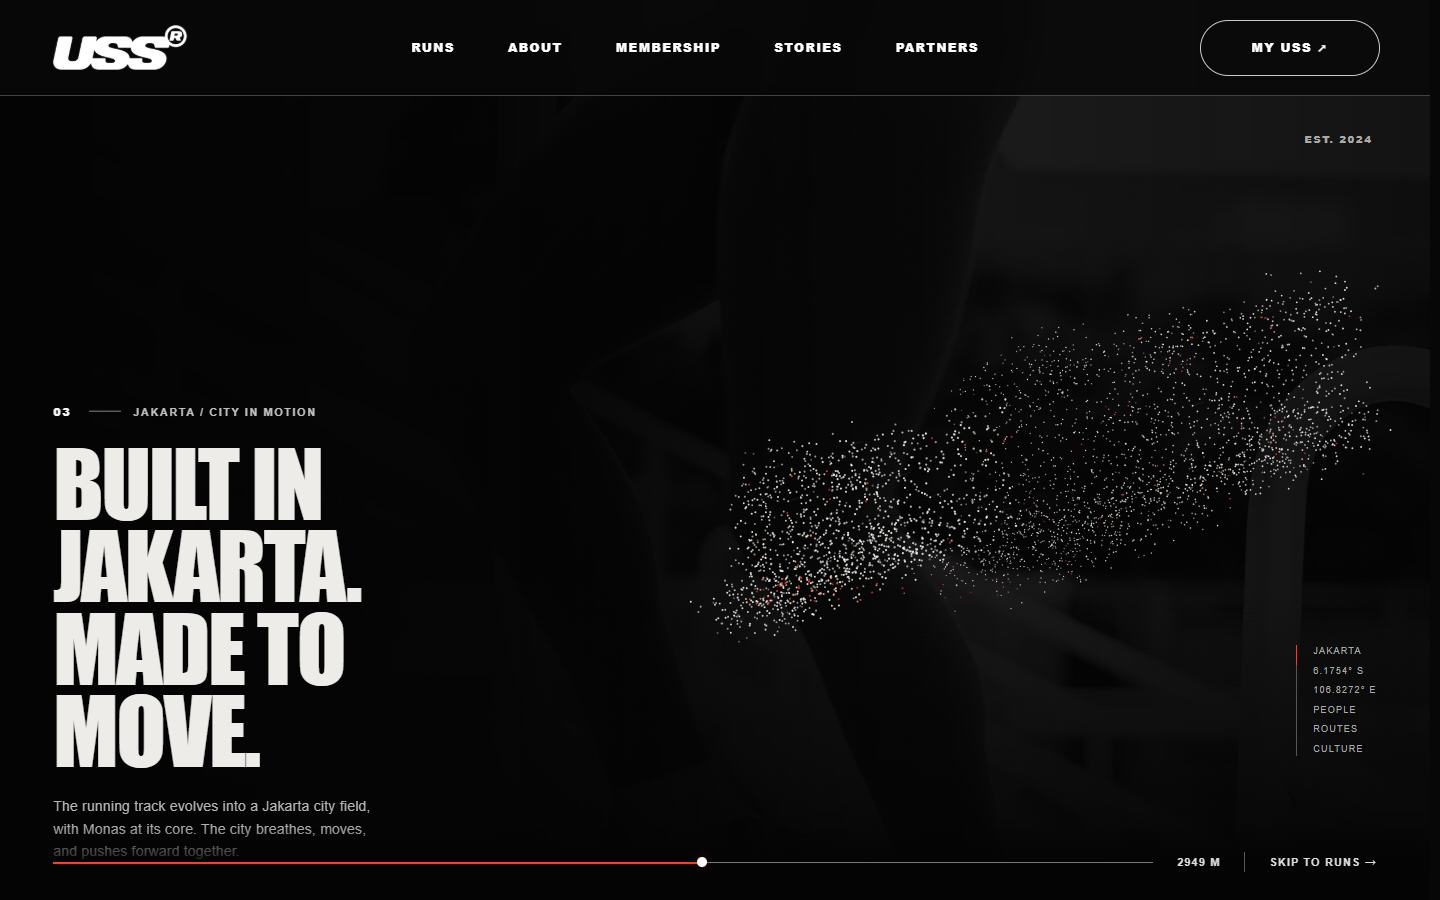 USS®
RUNS
ABOUT
MEMBERSHIP
STORIES
PARTNERS
MY USS ↗
EST. 2024
03
JAKARTA / CITY IN MOTION
BUILT IN
JAKARTA.
MADE TO
MOVE.
The running track evolves into a Jakarta city field,
with Monas at its core. The city breathes, moves,
and pushes forward together.
JAKARTA
6.1754° S
106.8272° E
PEOPLE
ROUTES
CULTURE
2949 M
SKIP TO RUNS →